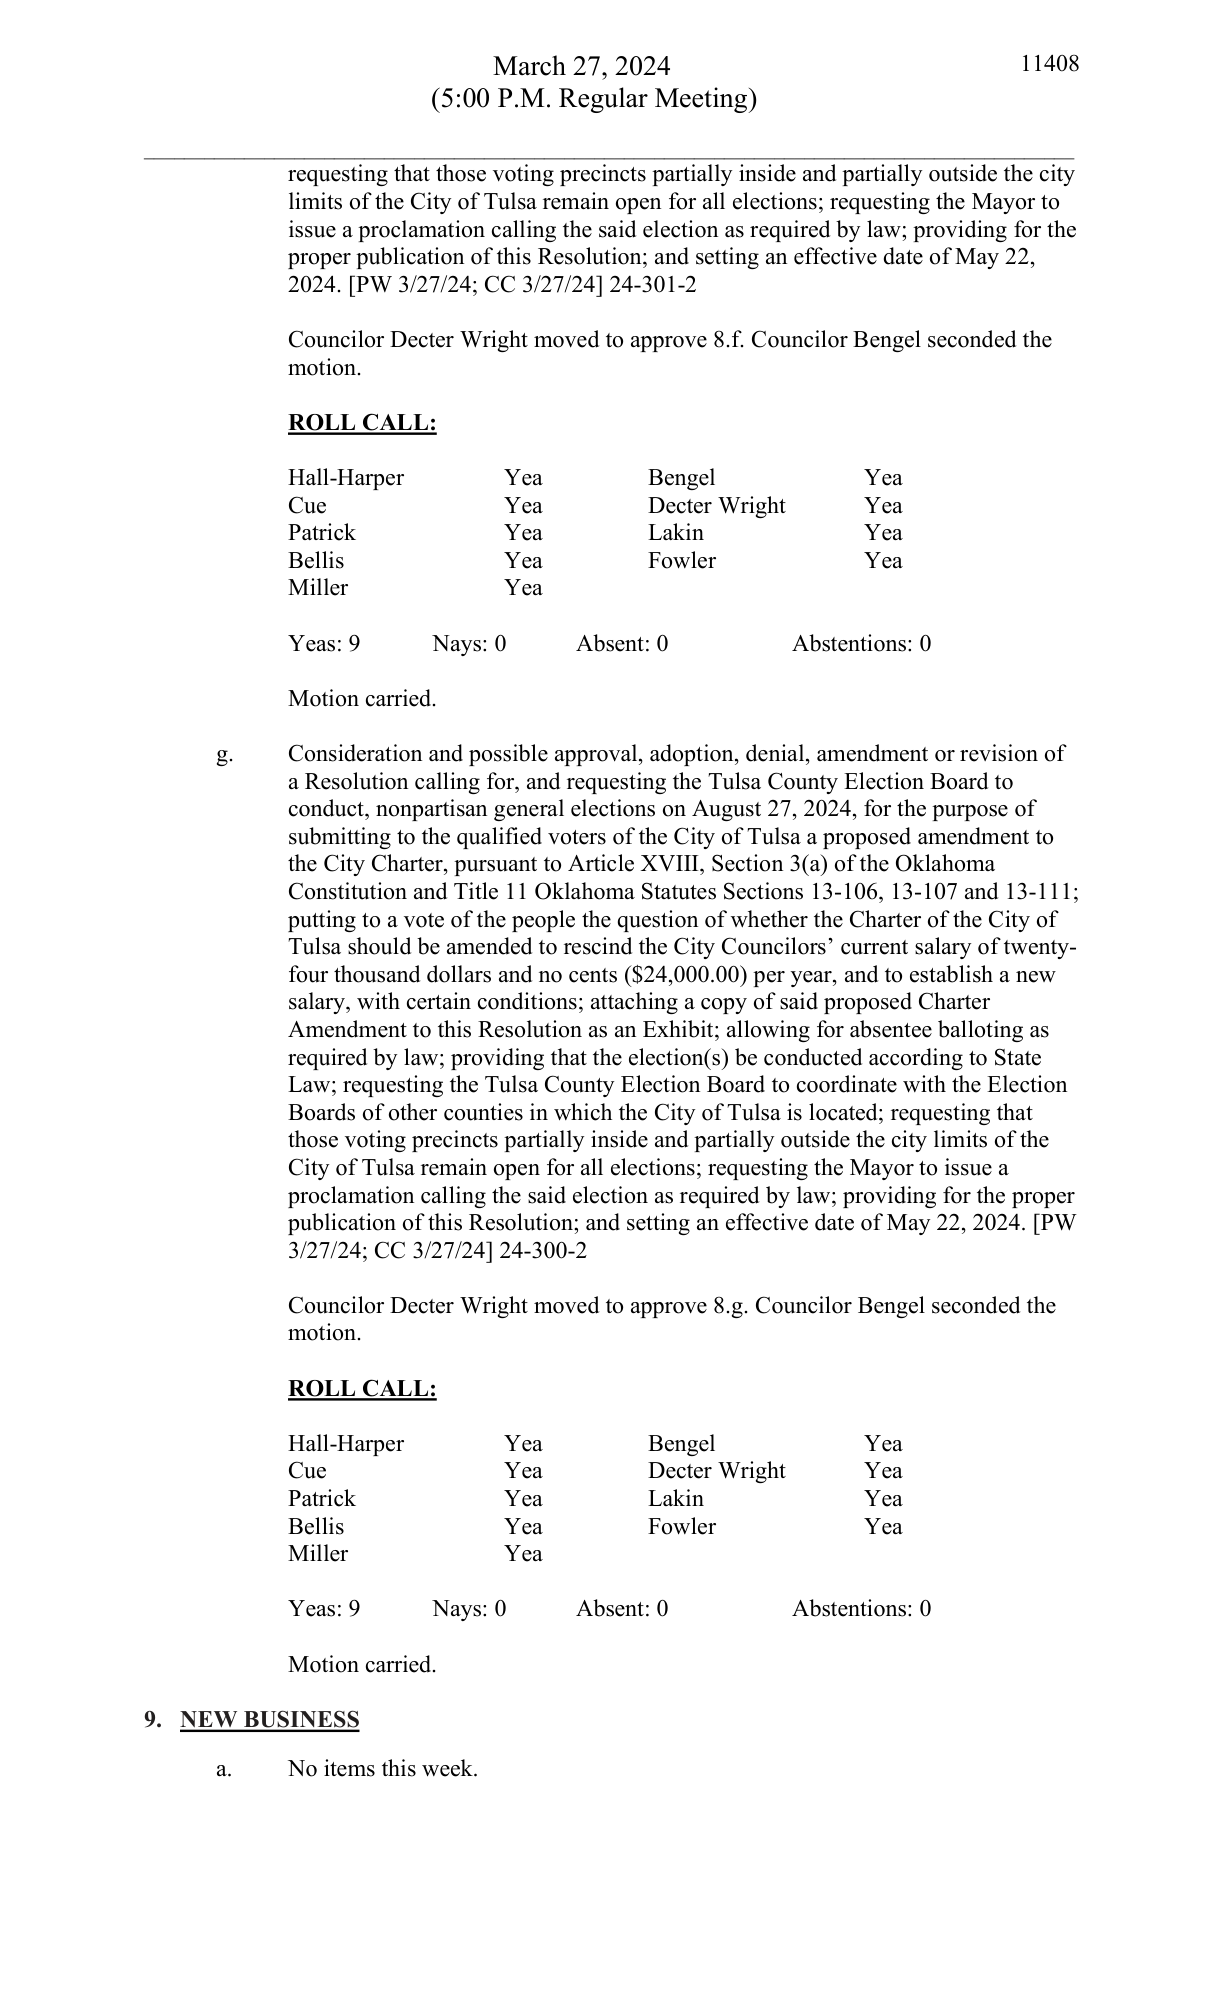 March 27, 2024
11408
(5:00 P.M. Regular Meeting)
requesting that those voting precincts partially inside and partially outside the city
limits of the City of Tulsa remain open for all elections; requesting the Mayor to
issue a proclamation calling the said election as required by law; providing for the
proper publication of this Resolution; and setting an effective date of May 22,
2024. [PW 3/27/24; CC 3/27/24] 24-301-2
Councilor Decter Wright moved to approve 8.f. Councilor Bengel seconded the
motion.
ROLL CALL:
Hall-Harper Yea Bengel Yea
Cue Yea Decter Wright Yea
Patrick Yea Lakin Yea
Bellis Yea Fowler Yea
Miller Yea
Yeas: 9 Nays: 0 Absent: 0 Abstentions: 0
Motion carried.
g. Consideration and possible approval, adoption, denial, amendment or revision of
a Resolution calling for, and requesting the Tulsa County Election Board to
conduct, nonpartisan general elections on August 27, 2024, for the purpose of
submitting to the qualified voters of the City of Tulsa a proposed amendment to
the City Charter, pursuant to Article XVIII, Section 3(a) of the Oklahoma
Constitution and Title 11 Oklahoma Statutes Sections 13-106, 13-107 and 13-111;
putting to a vote of the people the question of whether the Charter of the City of
Tulsa should be amended to rescind the City Councilors’ current salary of twenty-
four thousand dollars and no cents ($24,000.00) per year, and to establish a new
salary, with certain conditions; attaching a copy of said proposed Charter
Amendment to this Resolution as an Exhibit; allowing for absentee balloting as
required by law; providing that the election(s) be conducted according to State
Law; requesting the Tulsa County Election Board to coordinate with the Election
Boards of other counties in which the City of Tulsa is located; requesting that
those voting precincts partially inside and partially outside the city limits of the
City of Tulsa remain open for all elections; requesting the Mayor to issue a
proclamation calling the said election as required by law; providing for the proper
publication of this Resolution; and setting an effective date of May 22, 2024. [PW
3/27/24; CC 3/27/24] 24-300-2
Councilor Decter Wright moved to approve 8.g. Councilor Bengel seconded the
motion.
ROLL CALL:
Hall-Harper Yea Bengel Yea
Cue Yea Decter Wright Yea
Patrick Yea Lakin Yea
Bellis Yea Fowler Yea
Miller Yea
Yeas: 9 Nays: 0 Absent: 0 Abstentions: 0
Motion carried.
9. NEW BUSINESS
a. No items this week.